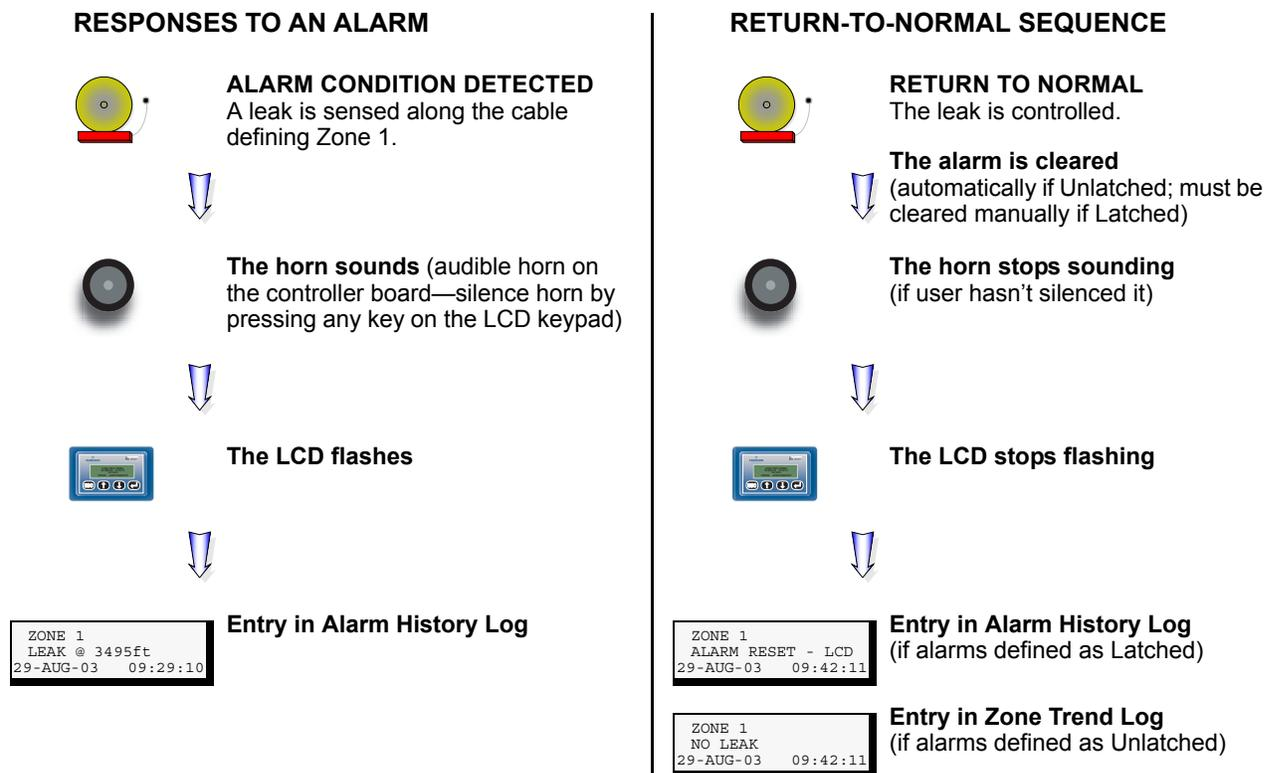 RESPONSES TO AN ALARM
ALARM CONDITION DETECTED
A leak is sensed along the cable
defining Zone 1.
The horn sounds (audible horn on
the controller board—silence horn by
pressing any key on the LCD keypad)
The LCD flashes
Entry in Alarm History Log
ZONE 1
LEAK @ 3495ft
29-AUG-03 09:29:10
RETURN-TO-NORMAL SEQUENCE
RETURN TO NORMAL
The leak is controlled.
The alarm is cleared
(automatically if Unlatched; must be
cleared manually if Latched)
The horn stops sounding
(if user hasn't silenced it)
The LCD stops flashing
Entry in Alarm History Log
(if alarms defined as Latched)
ZONE 1
ALARM RESET - LCD
29-AUG-03 09:42:11
Entry in Zone Trend Log
(if alarms defined as Unlatched)
ZONE 1
NO LEAK
29-AUG-03 09:42:11